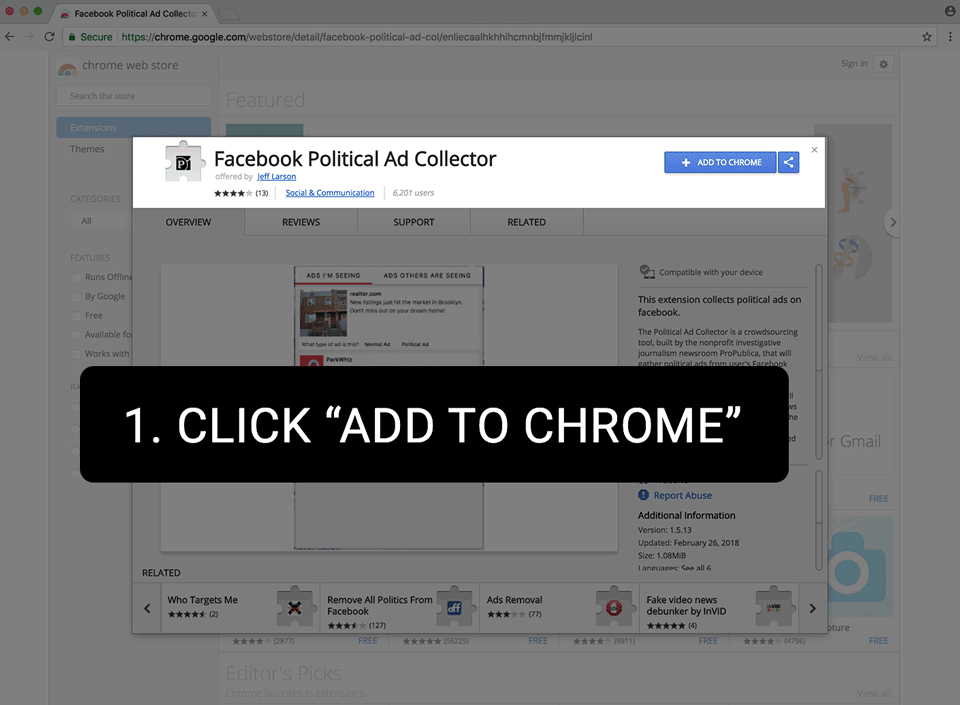 Facebook Political Ad Collecto
Secure
https://chrome.google.com/webstore/detail/facebook-political-ad-col/enliecaalhkhhihcmnbjfmmjkljlcinl
chrome web store
Sign in
Search the store
Featured
Extensions
Themes
CATEGORIES
All
FEATURES
Runs Offline
By Google
Free
Available fo
Works with
RA
Facebook Political Ad Collector
offered by Jeff Larson
(13)
Social & Communication
6,201 users
ADD TO CHROME
OVERVIEW
REVIEWS
SUPPORT
RELATED
ADS I'M SEEING
ADS OTHERS ARE SEEING
realtor.com
New listings just hit the market in Brooklyn.
Don't miss out on your dream home!
What type of ad is this? Normal Ad Political Ad
ParkWhiz
Compatible with your device
This extension collects political ads on
facebook.
The Political Ad Collector is a crowdsourcing
tool, built by the nonprofit investigative
journalism newsroom ProPublica, that will
gather political ads from user's Facebook
1. CLICK “ADD TO CHROME”
Report Abuse
Additional Information
Version: 1.5.13
Updated: February 26, 2018
Size: 1.08MiB
Languages: See all 6
View all
or Gmail
FREE
RELATED
Who Targets Me
(2)
Remove All Politics From
Facebook
off
(127)
Ads Removal
(77)
Fake video news
debunker by InVID
InVID
(4)
pture
(2877)
FREE
(56225)
FREE
(6911)
FREE
(4796)
FREE
Editor's Picks
Chrome favorites in extensions
View all